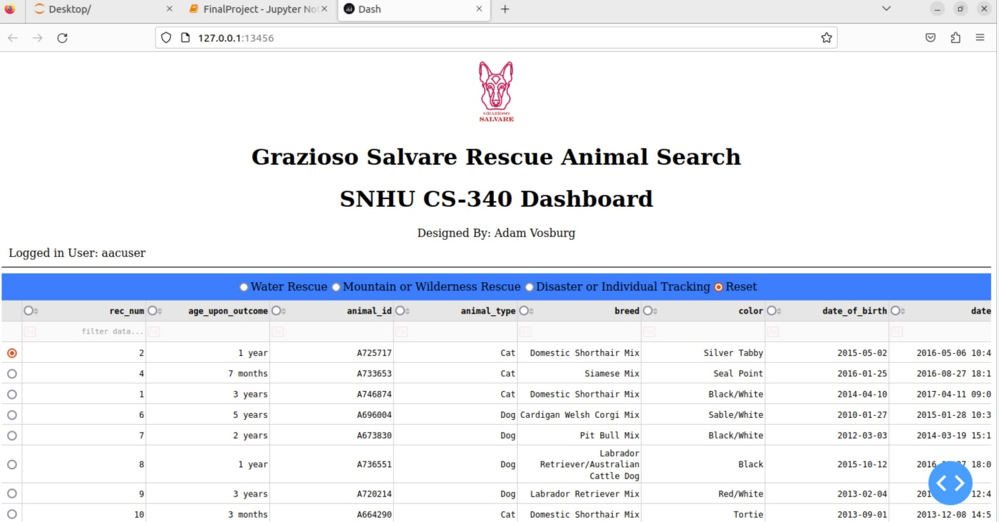 Desktop/
FinalProject - Jupyter Not
Dash
127.0.0.1:13456
GRAZIOSO
SALVARE
Grazioso Salvare Rescue Animal Search
SNHU CS-340 Dashboard
Designed By: Adam Vosburg
Logged in User: aacuser
Water Rescue Mountain or Wilderness Rescue Disaster or Individual Tracking Reset
rec_num age_upon_outcome animal_id animal_type breed color date_of_birth date
filter data...
2 1 year A725717 Cat Domestic Shorthair Mix Silver Tabby 2015-05-02 2016-05-06 10:4
4 7 months A733653 Cat Siamese Mix Seal Point 2016-01-25 2016-08-27 18:1
1 3 years A746874 Cat Domestic Shorthair Mix Black/White 2014-04-10 2017-04-11 09:0
6 5 years A696004 Dog Cardigan Welsh Corgi Mix Sable/White 2010-01-27 2015-01-28 10:3
7 2 years A673830 Dog Pit Bull Mix Black/White 2012-03-03 2014-03-19 15:1
Labrador
8 1 year A736551 Dog Retriever/Australian Black 2015-10-12 18:0
Cattle Dog
9 3 years A720214 Dog Labrador Retriever Mix Red/White 2013-02-04 12:4
10 3 months A664290 Cat Domestic Shorthair Mix Tortie 2013-09-01 2013-12-08 14:5